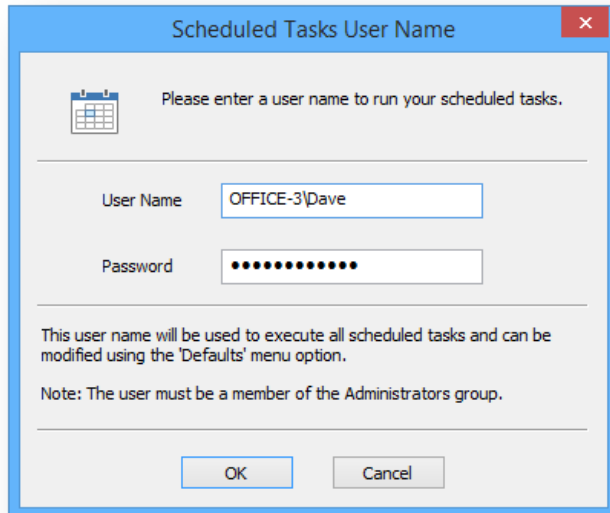 Scheduled Tasks User Name
Please enter a user name to run your scheduled tasks.
User Name
OFFICE-3\Dave
Password
●●●●●●●●●●●●
This user name will be used to execute all scheduled tasks and can be
modified using the 'Defaults' menu option.
Note: The user must be a member of the Administrators group.
OK
Cancel